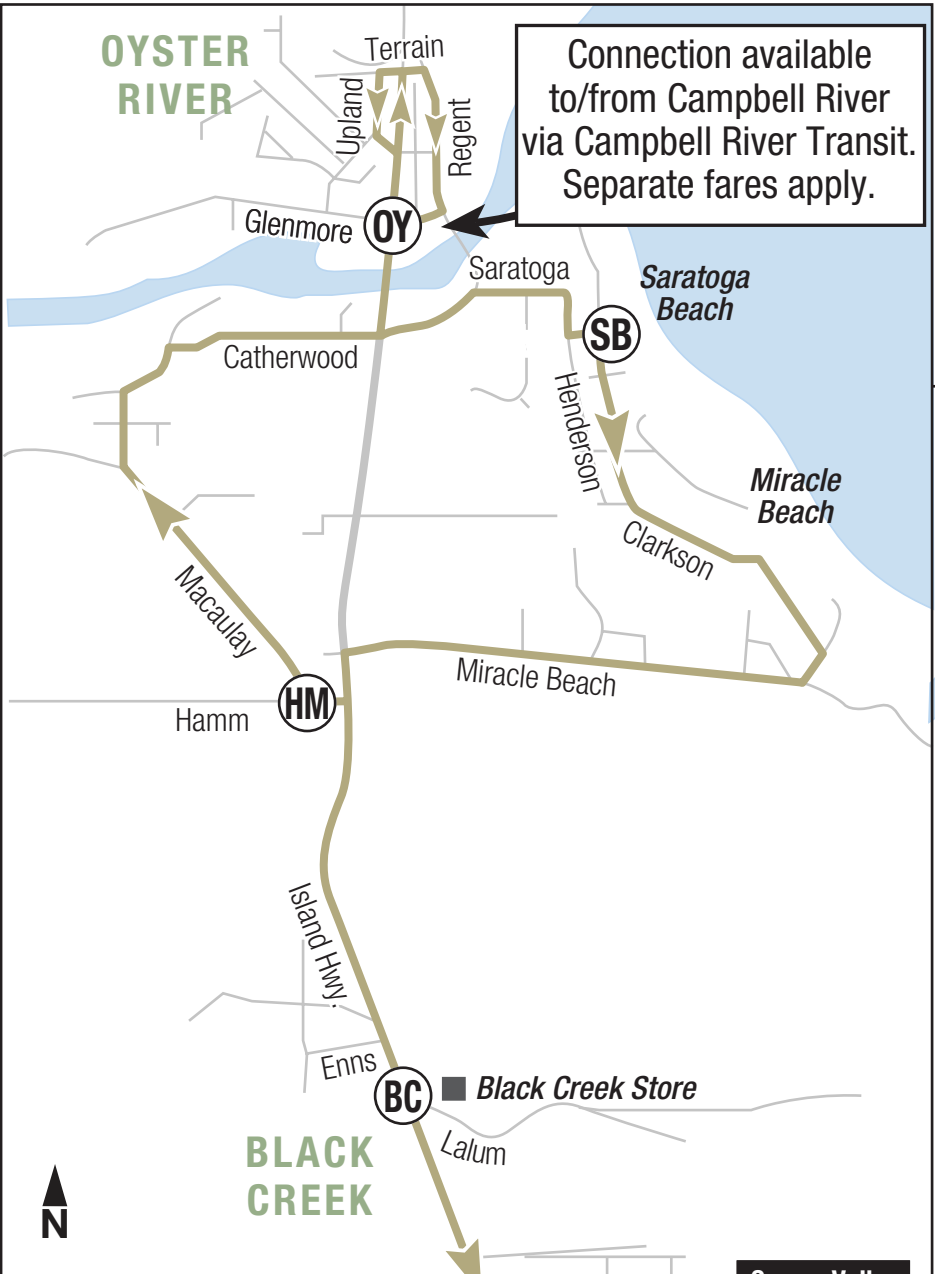 OYSTER
RIVER
Terrain
Upland
Regent
Connection available
to/from Campbell River
via Campbell River Transit.
Separate fares apply.
Glenmore
OY
Saratoga
Saratoga
Beach
SB
Catherwood
Henderson
Miracle
Beach
Clarkson
Macaulay
Miracle Beach
HM
Hamm
Island Hwy.
Enns
BC
Black Creek Store
Lalum
BLACK
CREEK
N